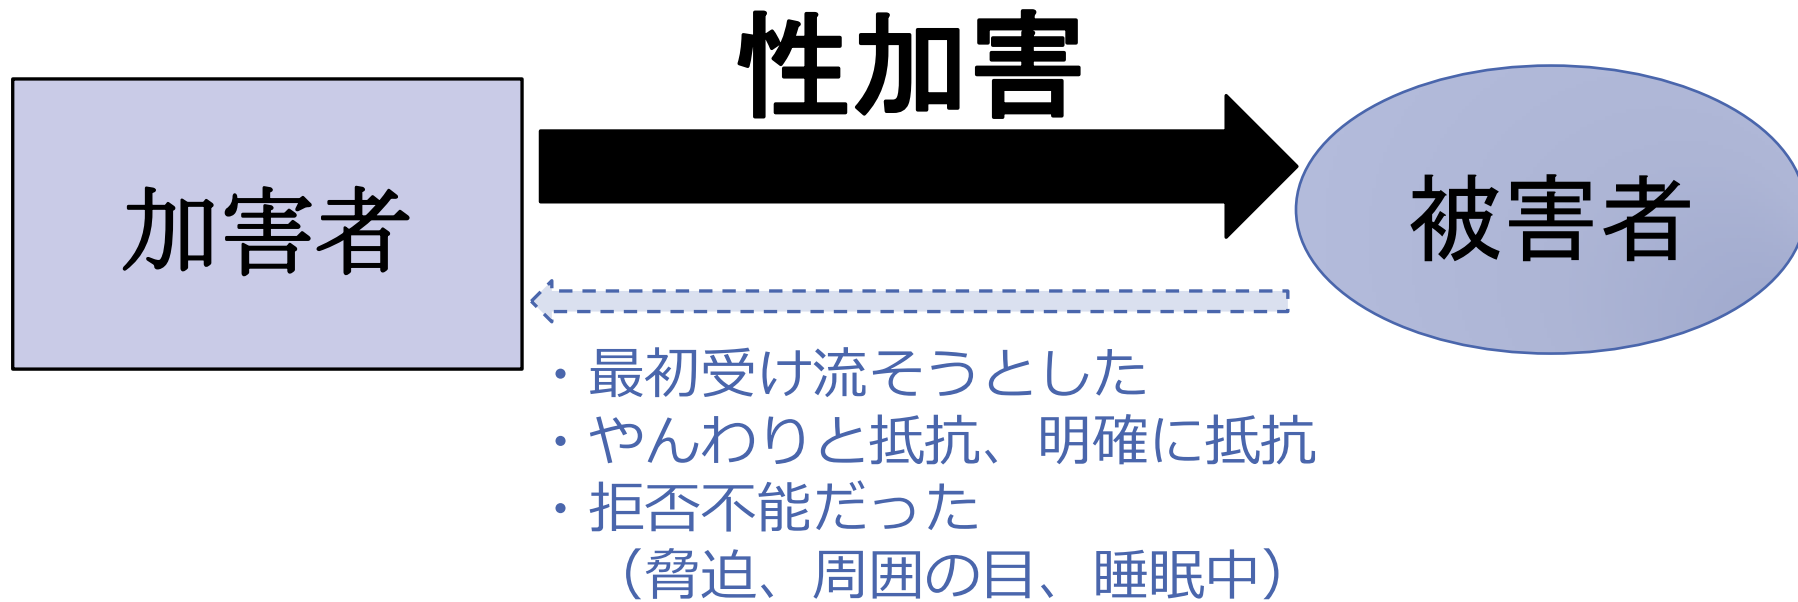 性加害
加害者
被害者
・最初受け流そうとした
・やんわりと抵抗、明確に抵抗
・拒否不能だった
（脅迫、周囲の目、睡眠中）